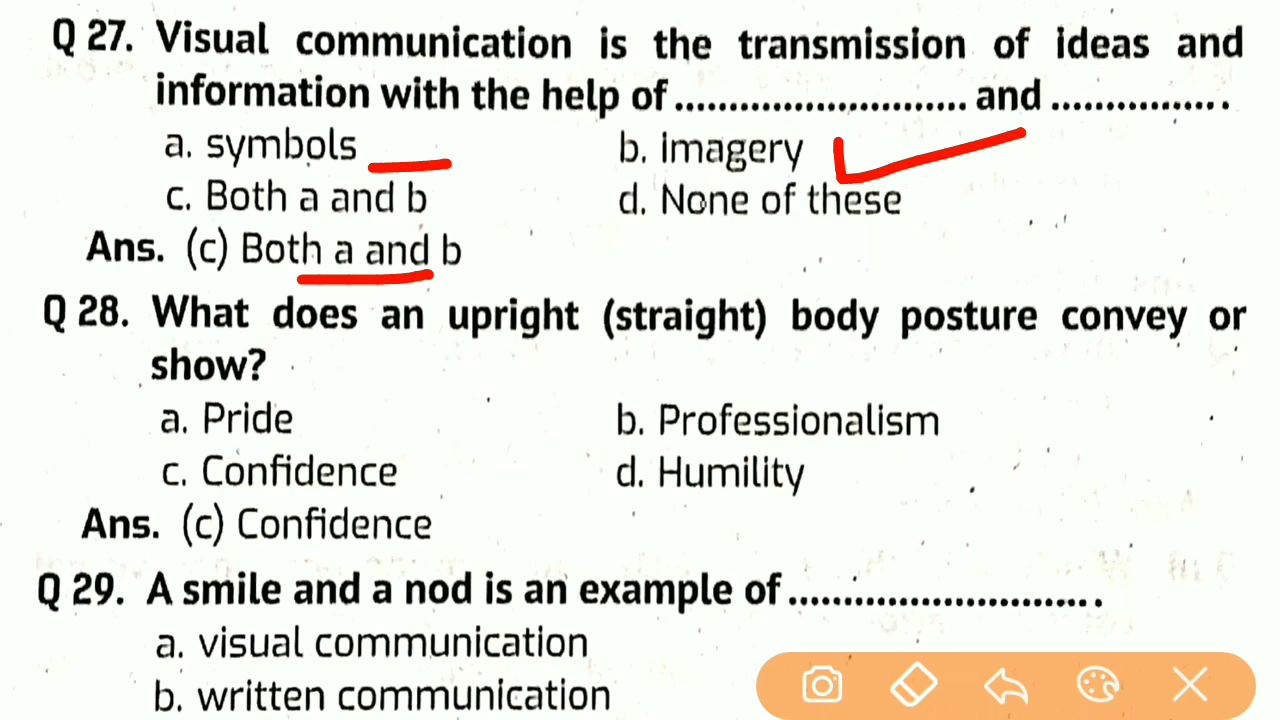 Q 27. Visual communication is the transmission of ideas and
information with the help of ........................... and ................ .
a. symbols b. imagery
c. Both a and b d. None of these
Ans. (c) Both a and b
Q 28. What does an upright (straight) body posture convey or
show?
a. Pride b. Professionalism
c. Confidence d. Humility
Ans. (c) Confidence
Q 29. A smile and a nod is an example of ............................ .
a. visual communication
b. written communication